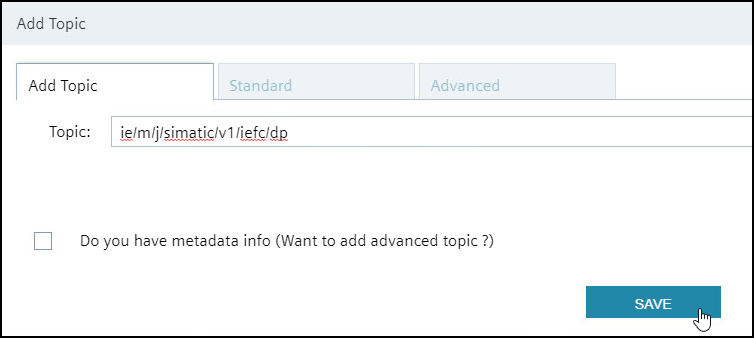 Add Topic
Add Topic Standard Advanced
Topic: ie/m/j/simatic/v1/iefc/dp
Do you have metadata info (Want to add advanced topic ?)
SAVE